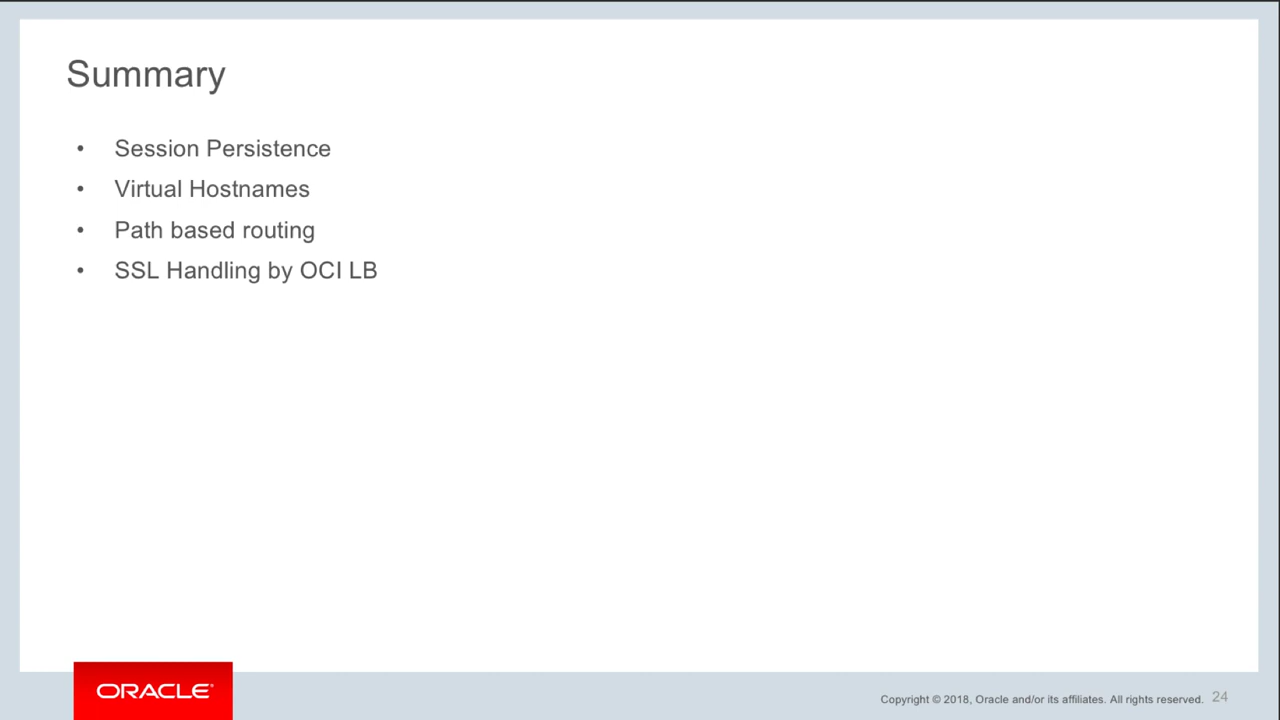 Summary
• Session Persistence
• Virtual Hostnames
• Path based routing
• SSL Handling by OCI LB
ORACLE®
Copyright © 2018, Oracle and/or its affiliates. All rights reserved. 24